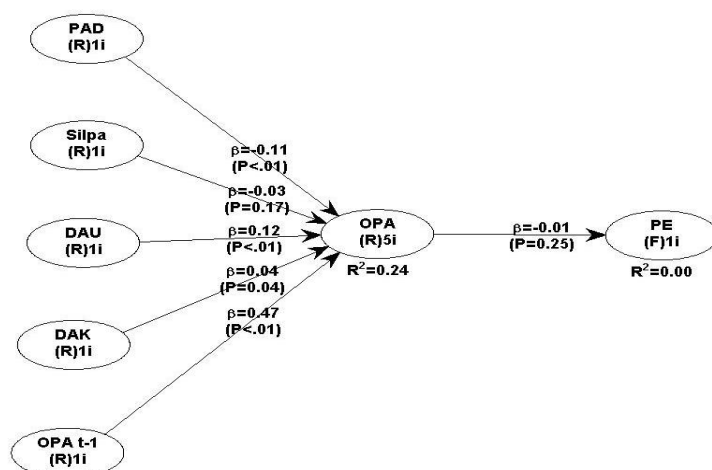 PAD
(R)1i
Silpa
(R)1i
DAU
(R)1i
DAK
(R)1i
OPA t-1
(R)1i
β=-0.11
(P<.01)
β=-0.03
(P=0.17)
β=0.12
(P<.01)
β=0.04
(P=0.04)
β=0.47
(P<.01)
OPA
(R)5i
R²=0.24
β=-0.01
(P=0.25)
PE
(F)1i
R²=0.00